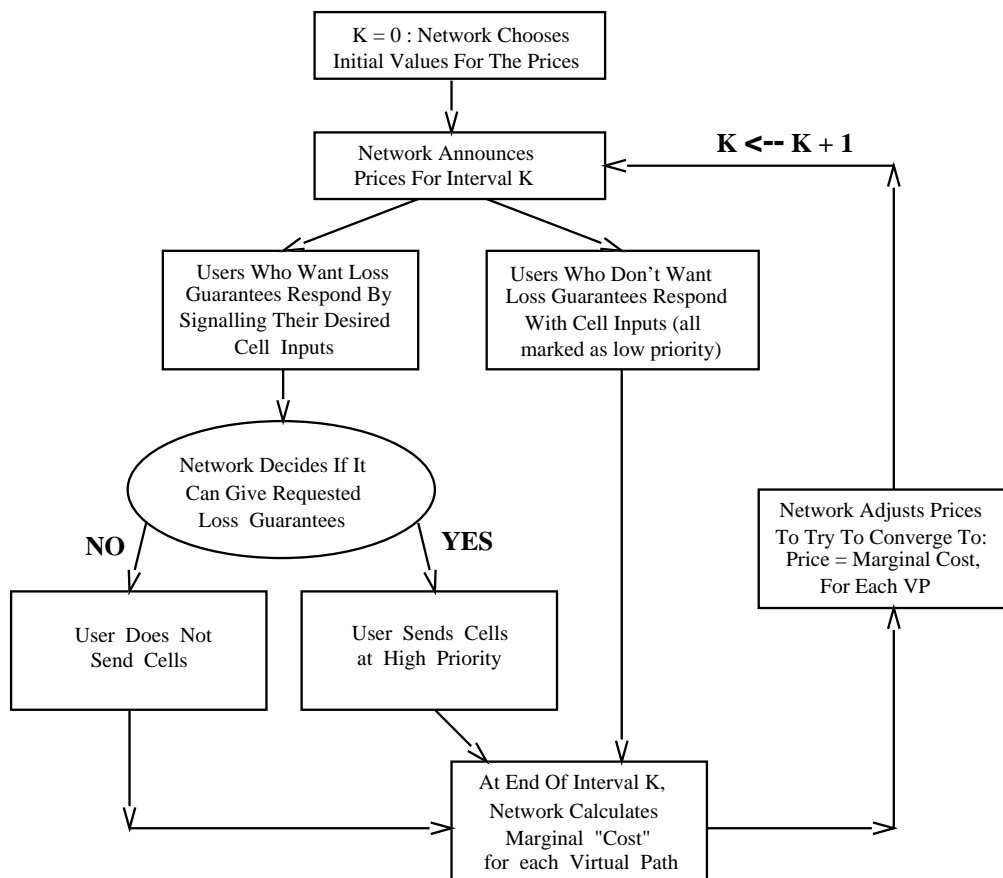 K = 0 : Network Chooses
Initial Values For The Prices
K <-- K + 1
Network Announces
Prices For Interval K
Users Who Want Loss
Guarantees Respond By
Signalling Their Desired
Cell Inputs
Users Who Don't Want
Loss Guarantees Respond
With Cell Inputs (all
marked as low priority)
Network Decides If It
Can Give Requested
Loss Guarantees
NO
YES
Network Adjusts Prices
To Try To Converge To:
Price = Marginal Cost,
For Each VP
User Does Not
Send Cells
User Sends Cells
at High Priority
At End Of Interval K,
Network Calculates
Marginal "Cost"
for each Virtual Path